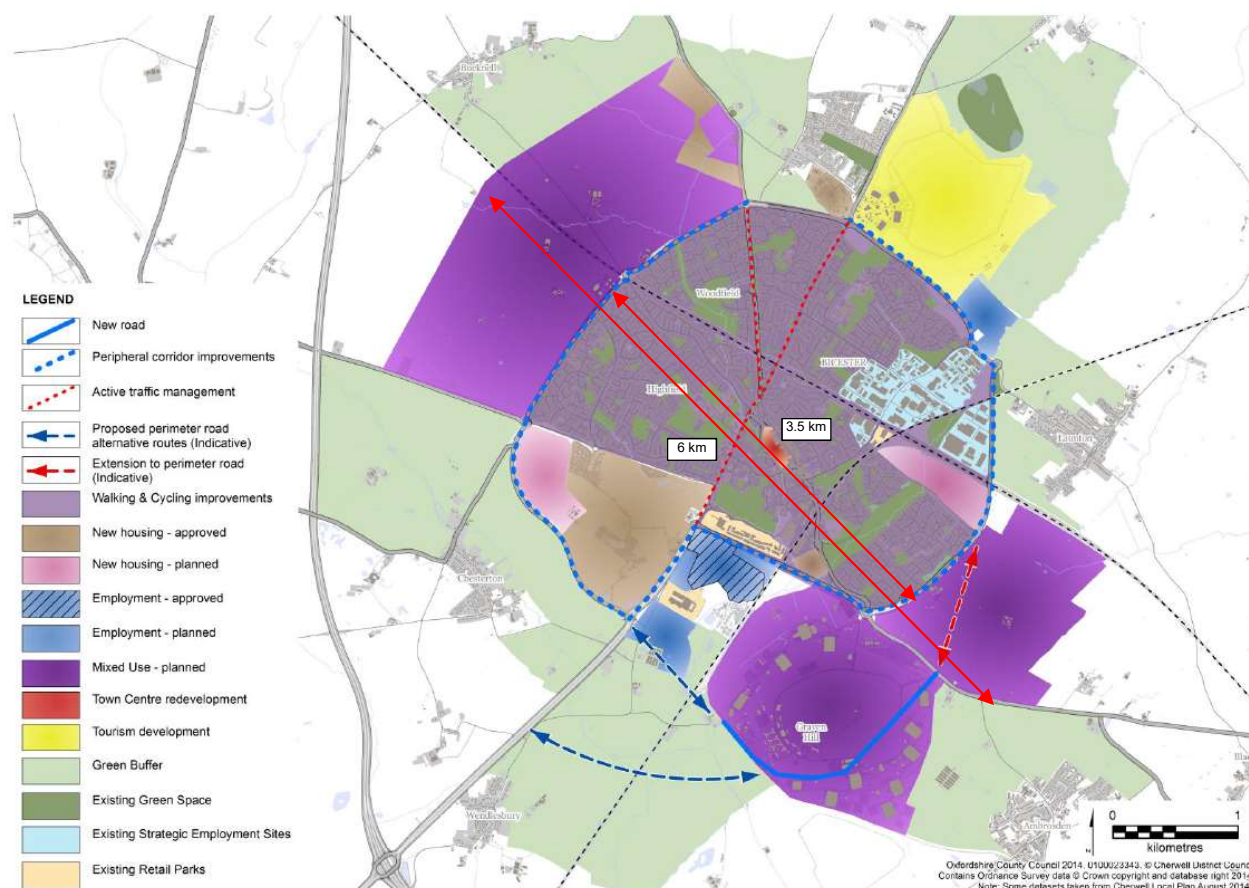 Bucknell
Woodfield
BICESTER
Highfield
3.5 km
6 km
Launton
Chesterton
Graven
Hill
Wendlebury
Ambrosden
LEGEND
New road
Peripheral corridor improvements
Active traffic management
Proposed perimeter road
alternative routes (Indicative)
Extension to perimeter road
(Indicative)
Walking & Cycling improvements
New housing - approved
New housing - planned
Employment - approved
Employment - planned
Mixed Use - planned
Town Centre redevelopment
Tourism development
Green Buffer
Existing Green Space
Existing Strategic Employment Sites
Existing Retail Parks
0 1
kilometres
Oxfordshire County Council 2014. 0100023343. © Cherwell District Counc
Contains Ordnance Survey data © Crown copyright and database right 2014
Note: Some datasets taken from Cherwell Local Plan August 2014